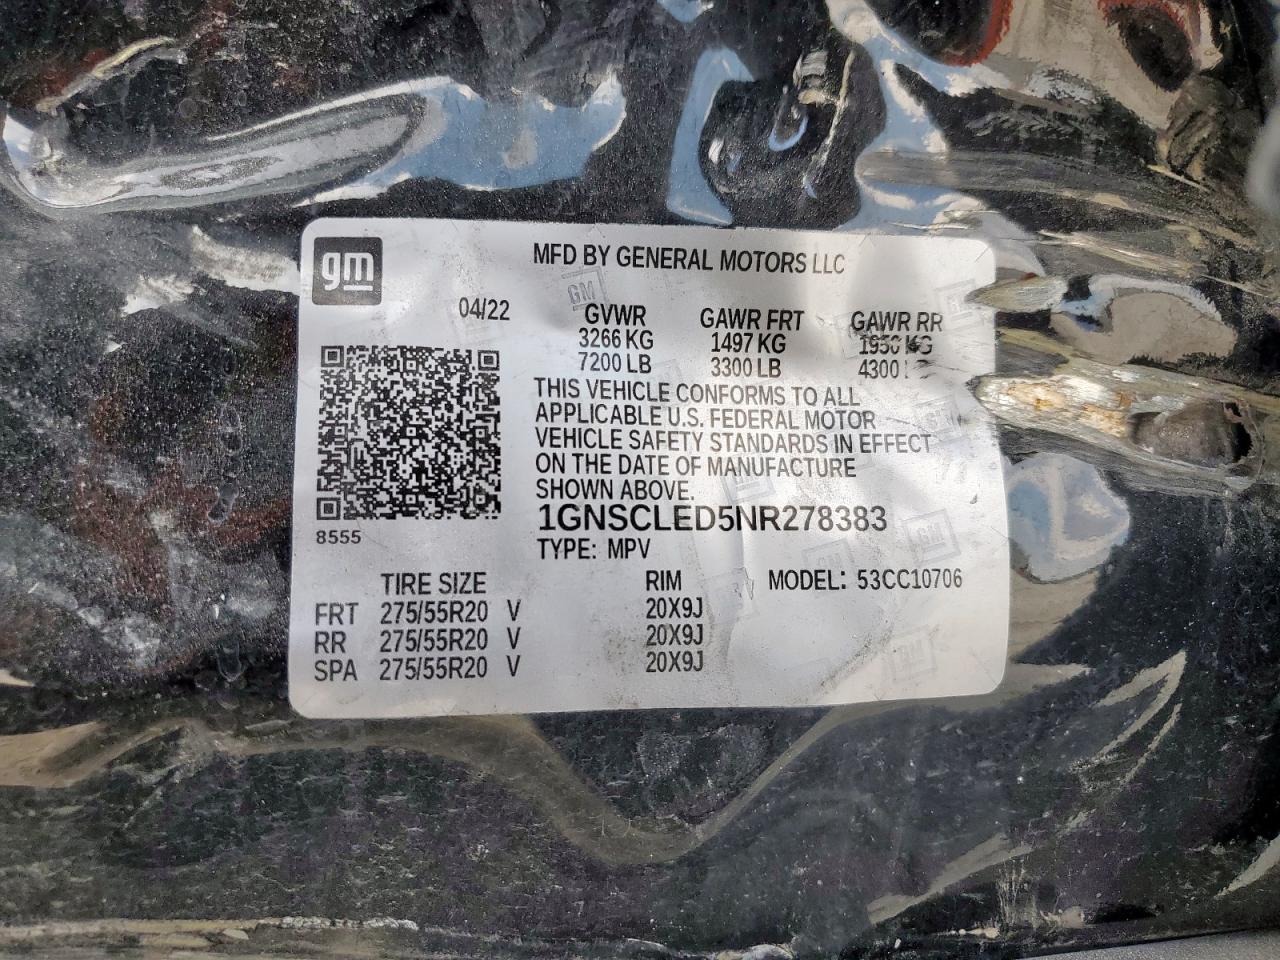 gm
MFD BY GENERAL MOTORS LLC
04/22 GVWR GAWR FRT GAWR RR
3266 KG 1497 KG 1950 KG
7200 LB 3300 LB 4300
THIS VEHICLE CONFORMS TO ALL
APPLICABLE U.S. FEDERAL MOTOR
VEHICLE SAFETY STANDARDS IN EFFECT
ON THE DATE OF MANUFACTURE
SHOWN ABOVE.
1GNSCLED5NR278383
8555
TYPE: MPV
TIRE SIZE RIM MODEL: 53CC10706
FRT 275/55R20 V 20X9J
RR 275/55R20 V 20X9J
SPA 275/55R20 V 20X9J